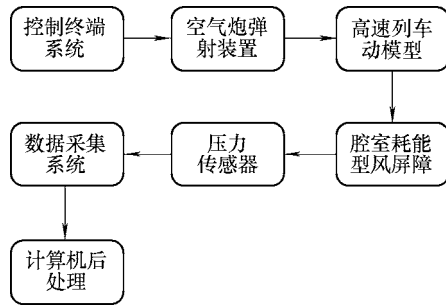 控制终端
系统
空气炮弹
射装置
高速列车
动模型
腔室耗能
型风屏障
压力
传感器
数据采集
系统
计算机后
处理